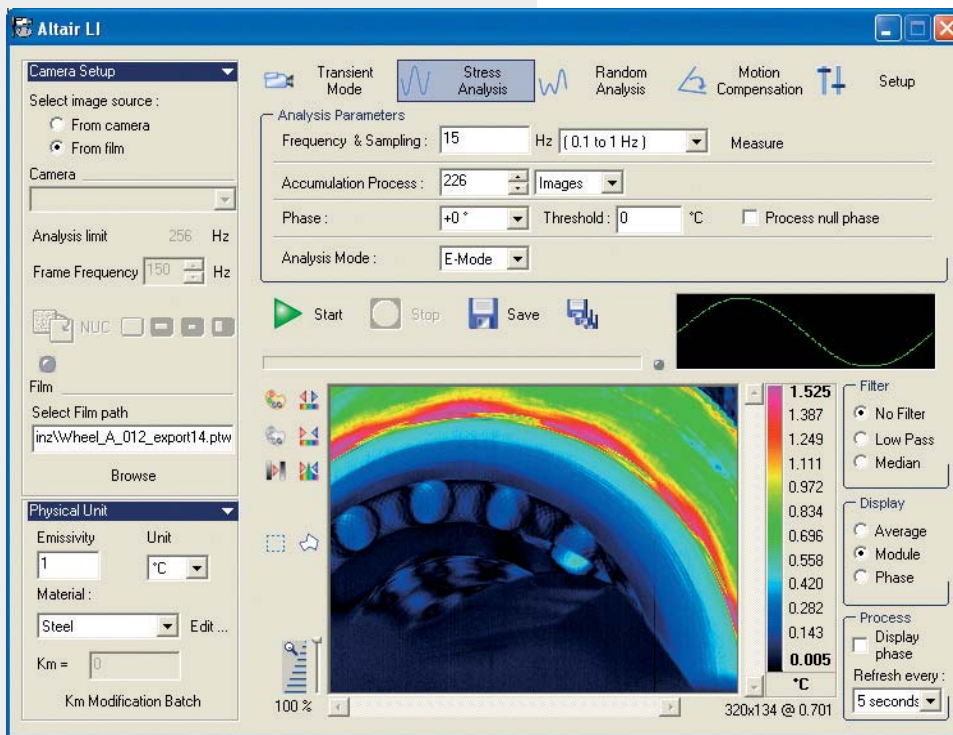 Altair LI
Camera Setup
Select image source :
From camera
From film
Camera
Analysis limit 256 Hz
Frame Frequency 150 Hz
NUC
Film
Select Film path
inz\Wheel_A_012_export14.ptw
Browse
Physical Unit
Emissivity Unit
1 °C
Material :
Steel Edit ...
Km = 0
Km Modification Batch
Transient Mode
Stress Analysis
Random Analysis
Motion Compensation
Setup
Analysis Parameters
Frequency & Sampling : 15 Hz ( 0.1 to 1 Hz ) Measure
Accumulation Process : 226 Images
Phase : +0 ° Threshold : 0 °C Process null phase
Analysis Mode : E-Mode
Start Stop Save
1.525
1.387
1.249
1.111
0.972
0.834
0.696
0.558
0.420
0.282
0.143
0.005
°C
100 %
320x134 @ 0.701
Filter
No Filter
Low Pass
Median
Display
Average
Module
Phase
Process
Display phase
Refresh every :
5 seconds